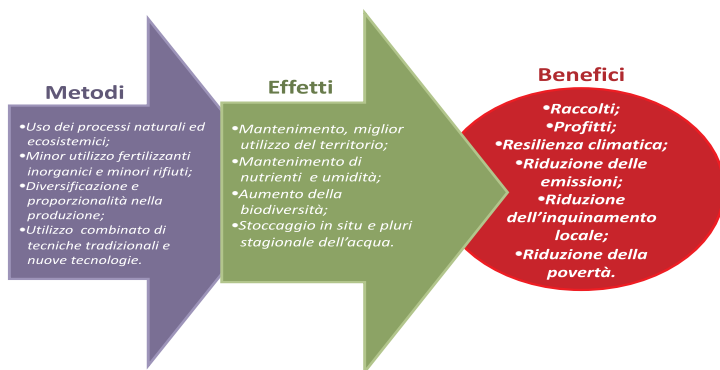 Metodi
•Uso dei processi naturali ed
ecosistemici;
•Minor utilizzo fertilizzanti
inorganici e minori rifiuti;
•Diversificazione e
proporzionalità nella
produzione;
•Utilizzo combinato di
tecniche tradizionali e
nuove tecnologie.
Effetti
•Mantenimento, miglior
utilizzo del territorio;
•Mantenimento di
nutrienti e umidità;
•Aumento della
biodiversità;
•Stoccaggio in situ e pluri
stagionale dell'acqua.
Benefici
•Raccolti;
•Profitti;
•Resilienza climatica;
•Riduzione delle
emissioni;
•Riduzione
dell'inquinamento
locale;
•Riduzione della
povertà.